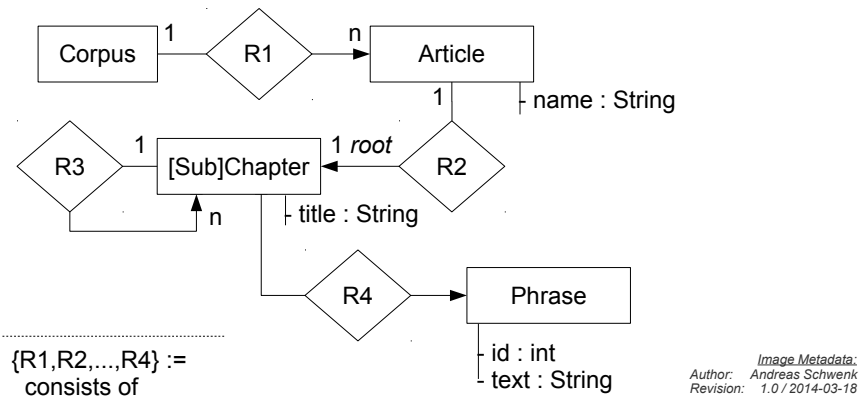 Corpus
1
R1
n
Article
- name : String
1
R3
1
[Sub]Chapter
1 root
R2
n
- title : String
R4
Phrase
- id : int
- text : String
{R1,R2,...,R4} :=
consists of
Image Metadata:
Author: Andreas Schwenk
Revision: 1.0 / 2014-03-18